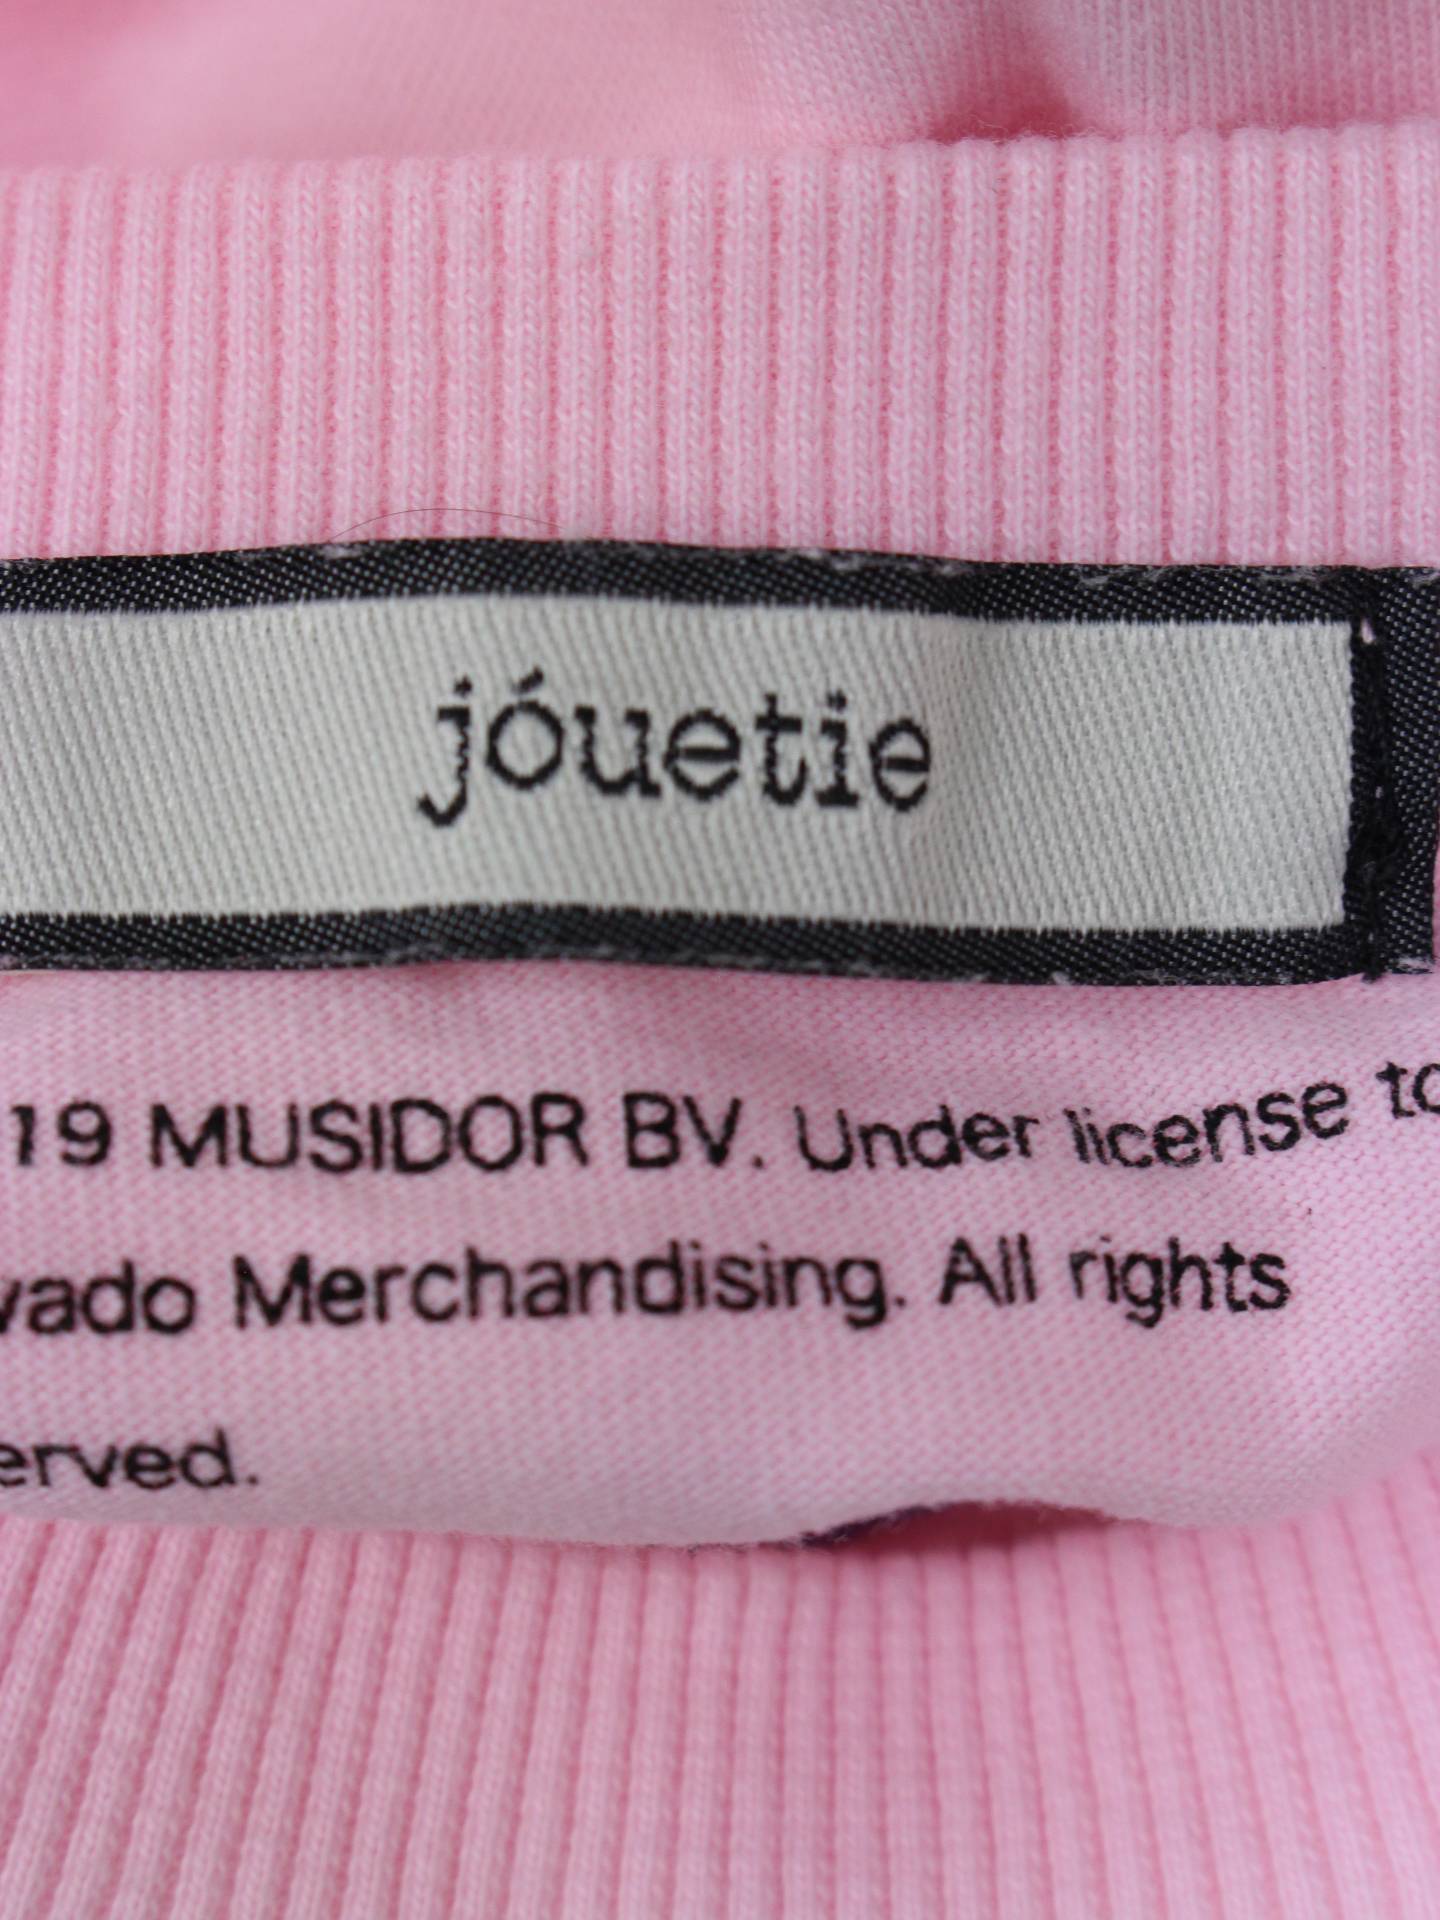 jóuetie
19 MUSIDOR BV. Under license to
vado Merchandising. All rights
erved.